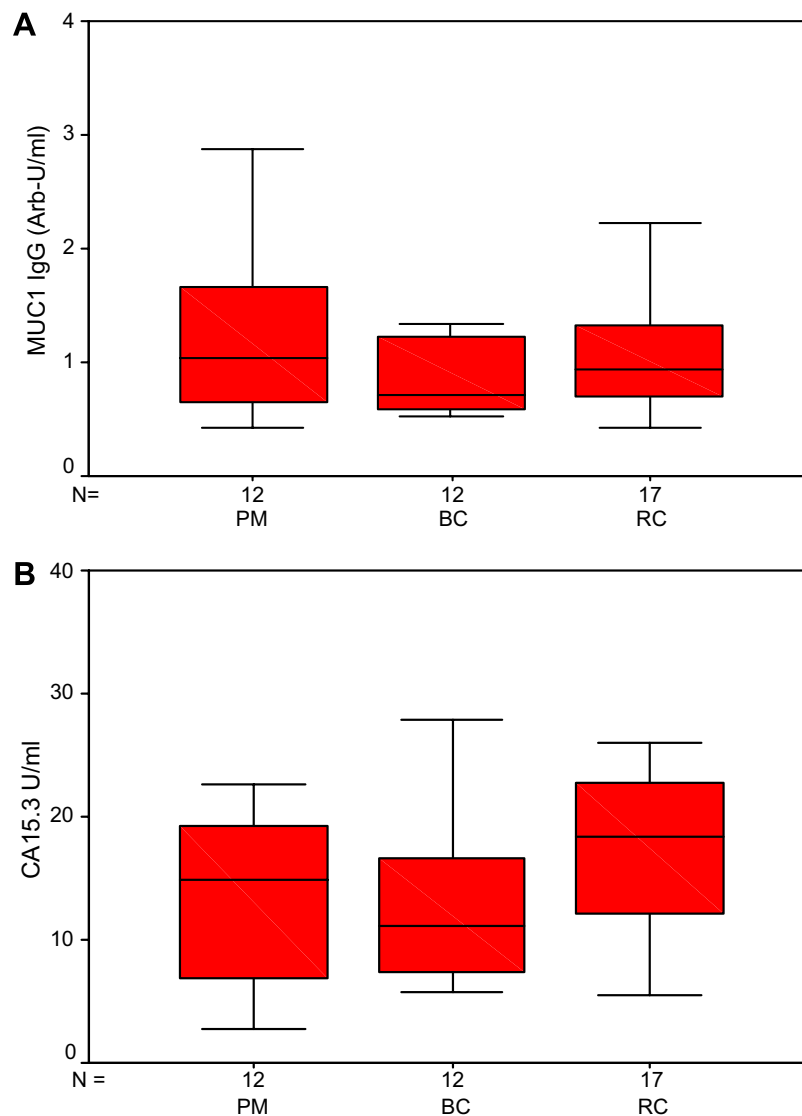 A
MUC1 IgG (Arb-U/ml)
4
3
2
1
0
N= 12 12 17
PM BC RC
B
CA15.3 U/ml
40
30
20
10
0
N = 12 12 17
PM BC RC